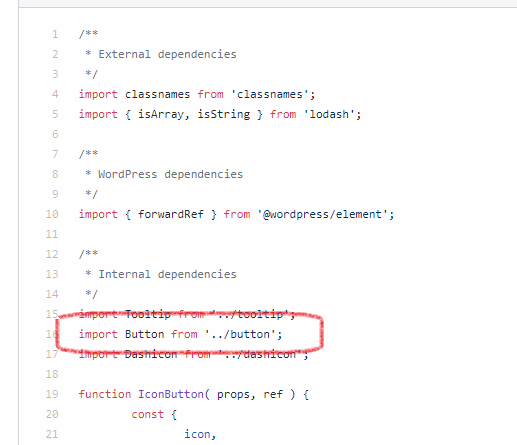 1 /**
2 * External dependencies
3 */
4 import classnames from 'classnames';
5 import { isArray, isString } from 'lodash';
6
7 /**
8 * WordPress dependencies
9 */
10 import { forwardRef } from '@wordpress/element';
11
12 /**
13 * Internal dependencies
14 */
15 import Tooltip from '../tooltip';
16 import Button from '../button';
17 import Dashicon from '../dashicon';
18
19 function IconButton( props, ref ) {
20 const {
21 icon,